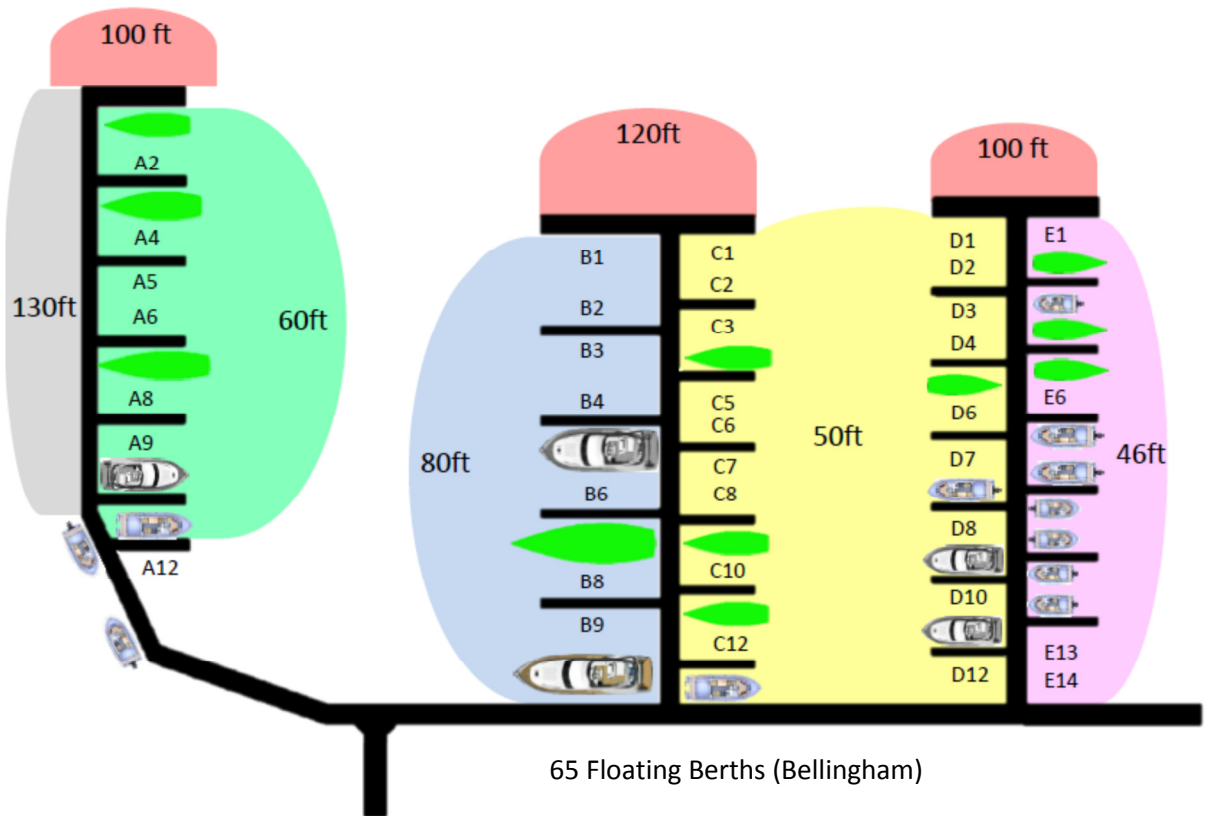 100 ft
120ft
100 ft
130ft
60ft
80ft
50ft
46ft
A2
A4
A5
A6
A8
A9
A12
B1
B2
B3
B4
B6
B8
B9
C1
C2
C3
C5
C6
C7
C8
C10
C12
D1
D2
D3
D4
D6
D7
D8
D10
D12
E1
E6
E13
E14
65 Floating Berths (Bellingham)